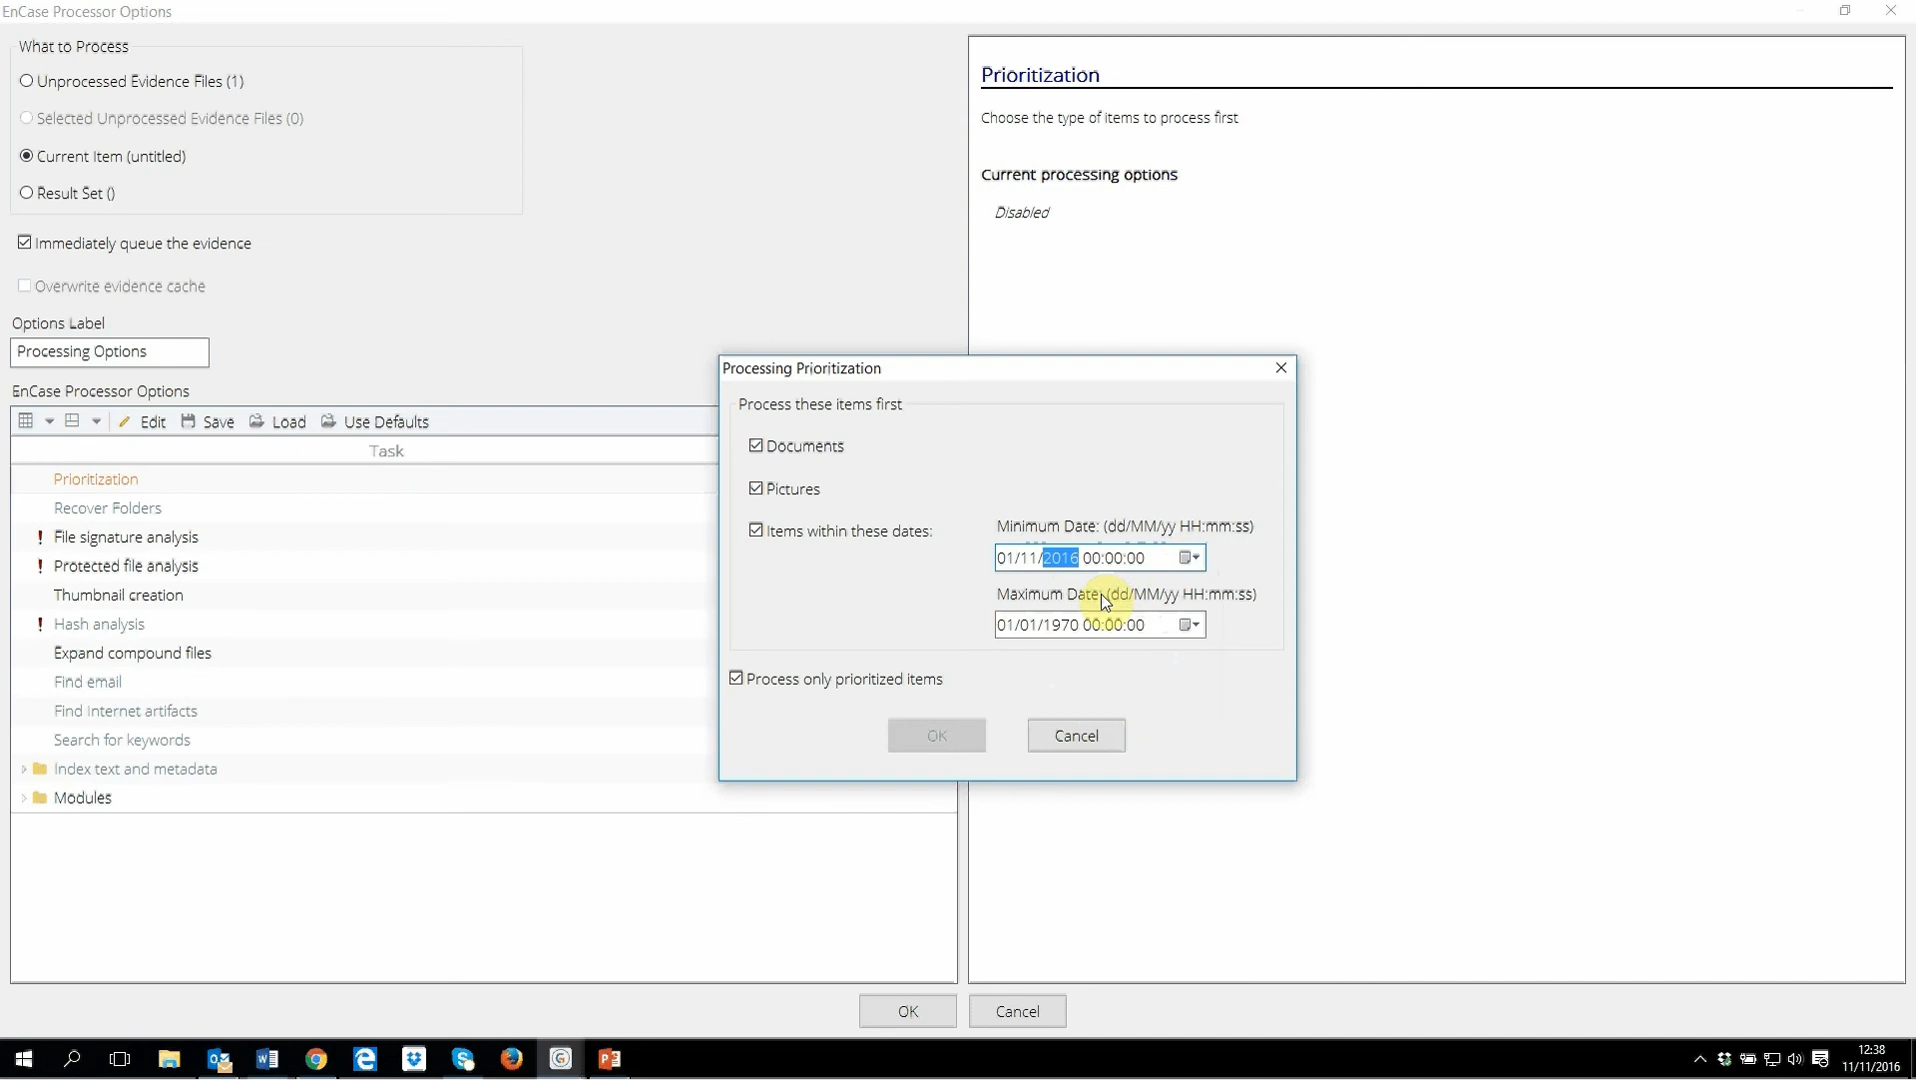 EnCase Processor Options
What to Process
Unprocessed Evidence Files (1)
Selected Unprocessed Evidence Files (0)
Current Item (untitled)
Result Set ()
Immediately queue the evidence
Overwrite evidence cache
Options Label
Processing Options
EnCase Processor Options
Edit Save Load Use Defaults
Task
Prioritization
Recover Folders
! File signature analysis
! Protected file analysis
Thumbnail creation
! Hash analysis
Expand compound files
Find email
Find Internet artifacts
Search for keywords
Index text and metadata
Modules
Prioritization
Choose the type of items to process first
Current processing options
Disabled
Processing Prioritization
Process these items first
Documents
Pictures
Items within these dates:
Minimum Date: (dd/MM/yy HH:mm:ss)
01/11/2016 00:00:00
Maximum Date: (dd/MM/yy HH:mm:ss)
01/01/1970 00:00:00
Process only prioritized items
OK Cancel
OK Cancel
12:38
11/11/2016